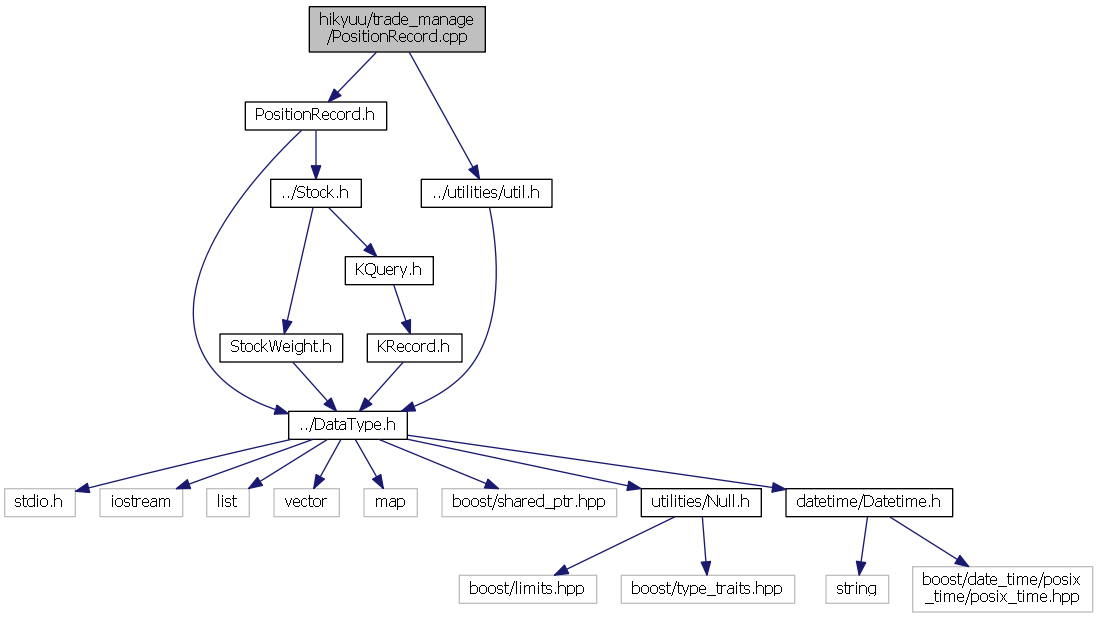 hikyuu/trade_manage
/PositionRecord.cpp
PositionRecord.h
../Stock.h
../utilities/util.h
KQuery.h
StockWeight.h
KRecord.h
../DataType.h
stdio.h
iostream
list
vector
map
boost/shared_ptr.hpp
utilities/Null.h
datetime/Datetime.h
boost/limits.hpp
boost/type_traits.hpp
string
boost/date_time/posix
_time/posix_time.hpp